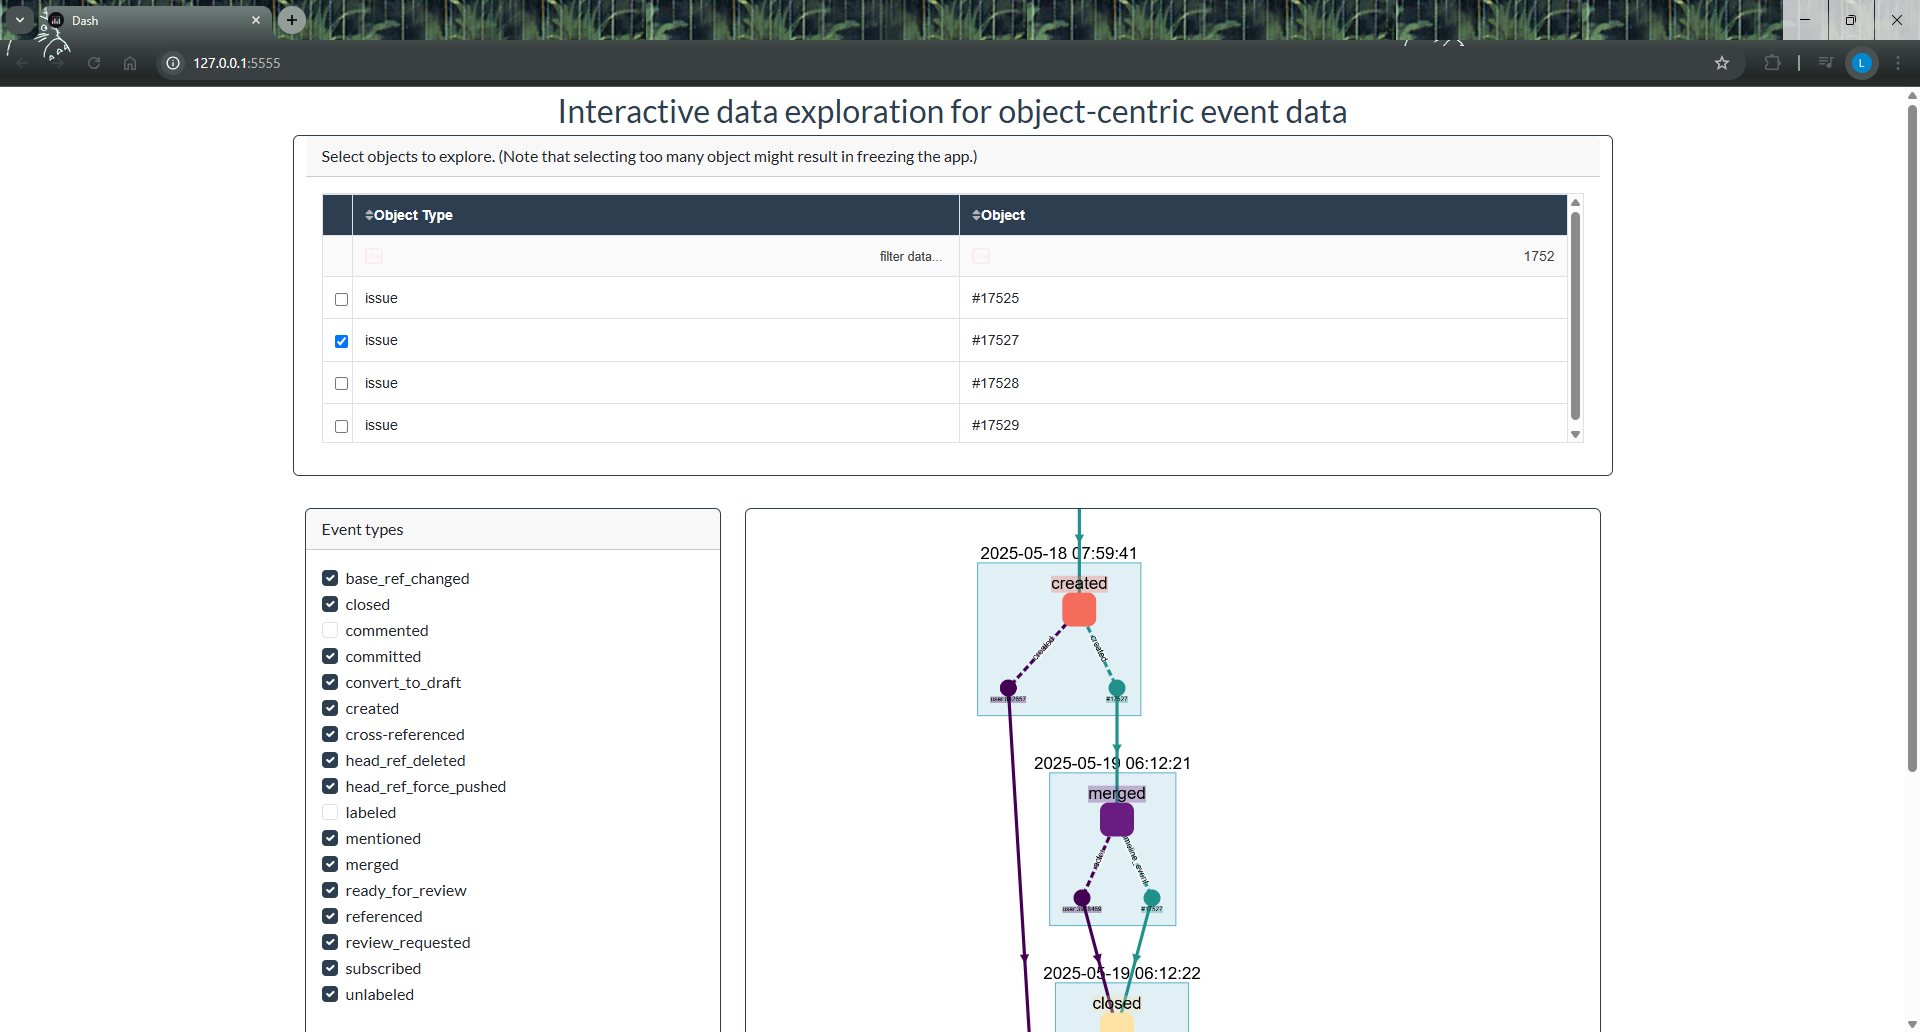 Dash
127.0.0.1:5555
L
Interactive data exploration for object-centric event data
Select objects to explore. (Note that selecting too many object might result in freezing the app.)
Object Type
Object
filter data...
1752
issue
#17525
issue
#17527
issue
#17528
issue
#17529
Event types
base_ref_changed
closed
commented
committed
convert_to_draft
created
cross-referenced
head_ref_deleted
head_ref_force_pushed
labeled
mentioned
merged
ready_for_review
referenced
review_requested
subscribed
unlabeled
2025-05-18 07:59:41
created
created
created
#17527
2025-05-19 06:12:21
merged
#17527
2025-05-19 06:12:22
closed